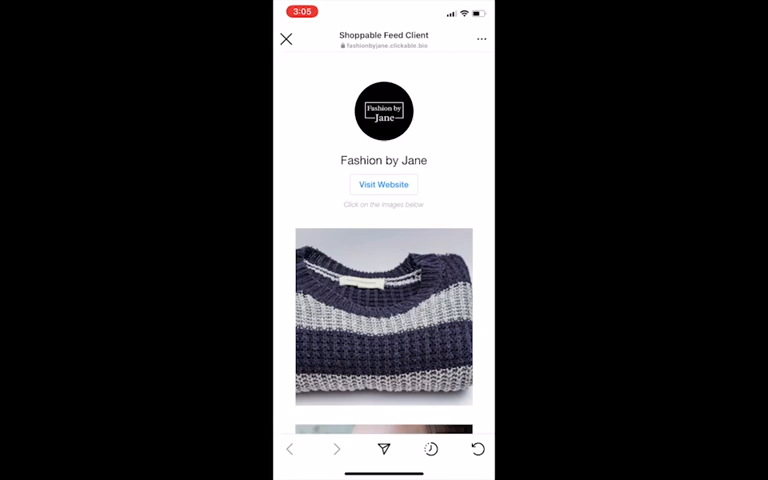 3:05
Shoppable Feed Client
fashionbyjane.clickable.bio
Fashion by
Jane
Fashion by Jane
Visit Website
Click on the images below